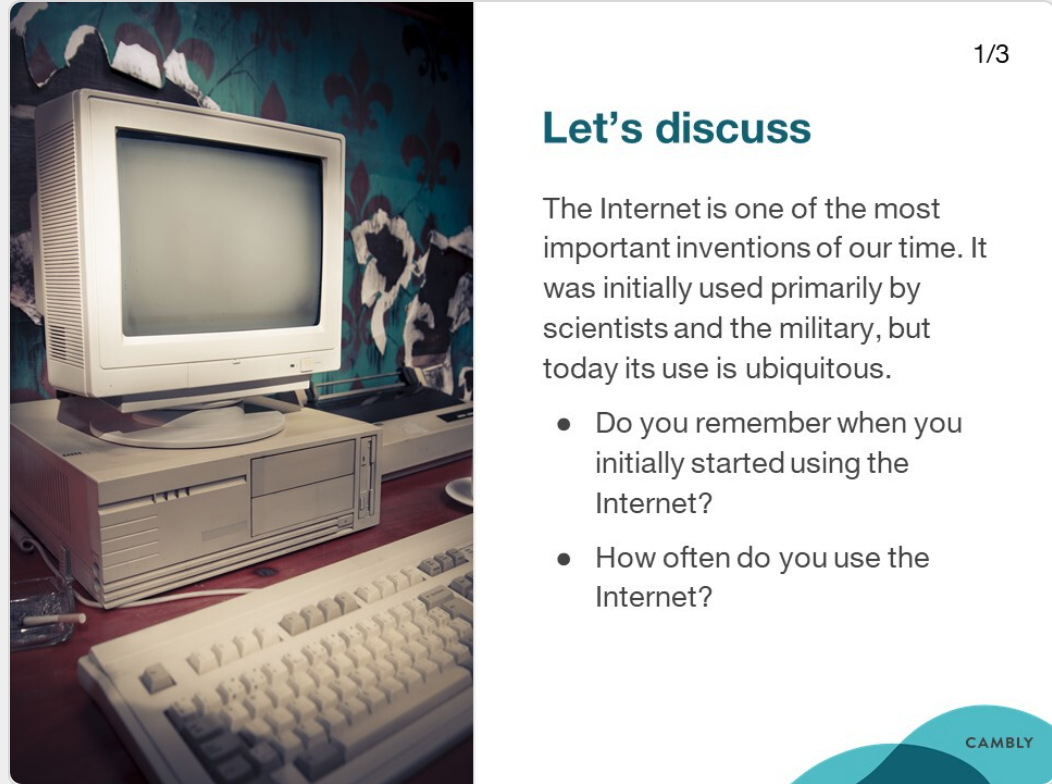 1/3
Let's discuss
The Internet is one of the most
important inventions of our time. It
was initially used primarily by
scientists and the military, but
today its use is ubiquitous.
● Do you remember when you
initially started using the
Internet?
● How often do you use the
Internet?
CAMBLY